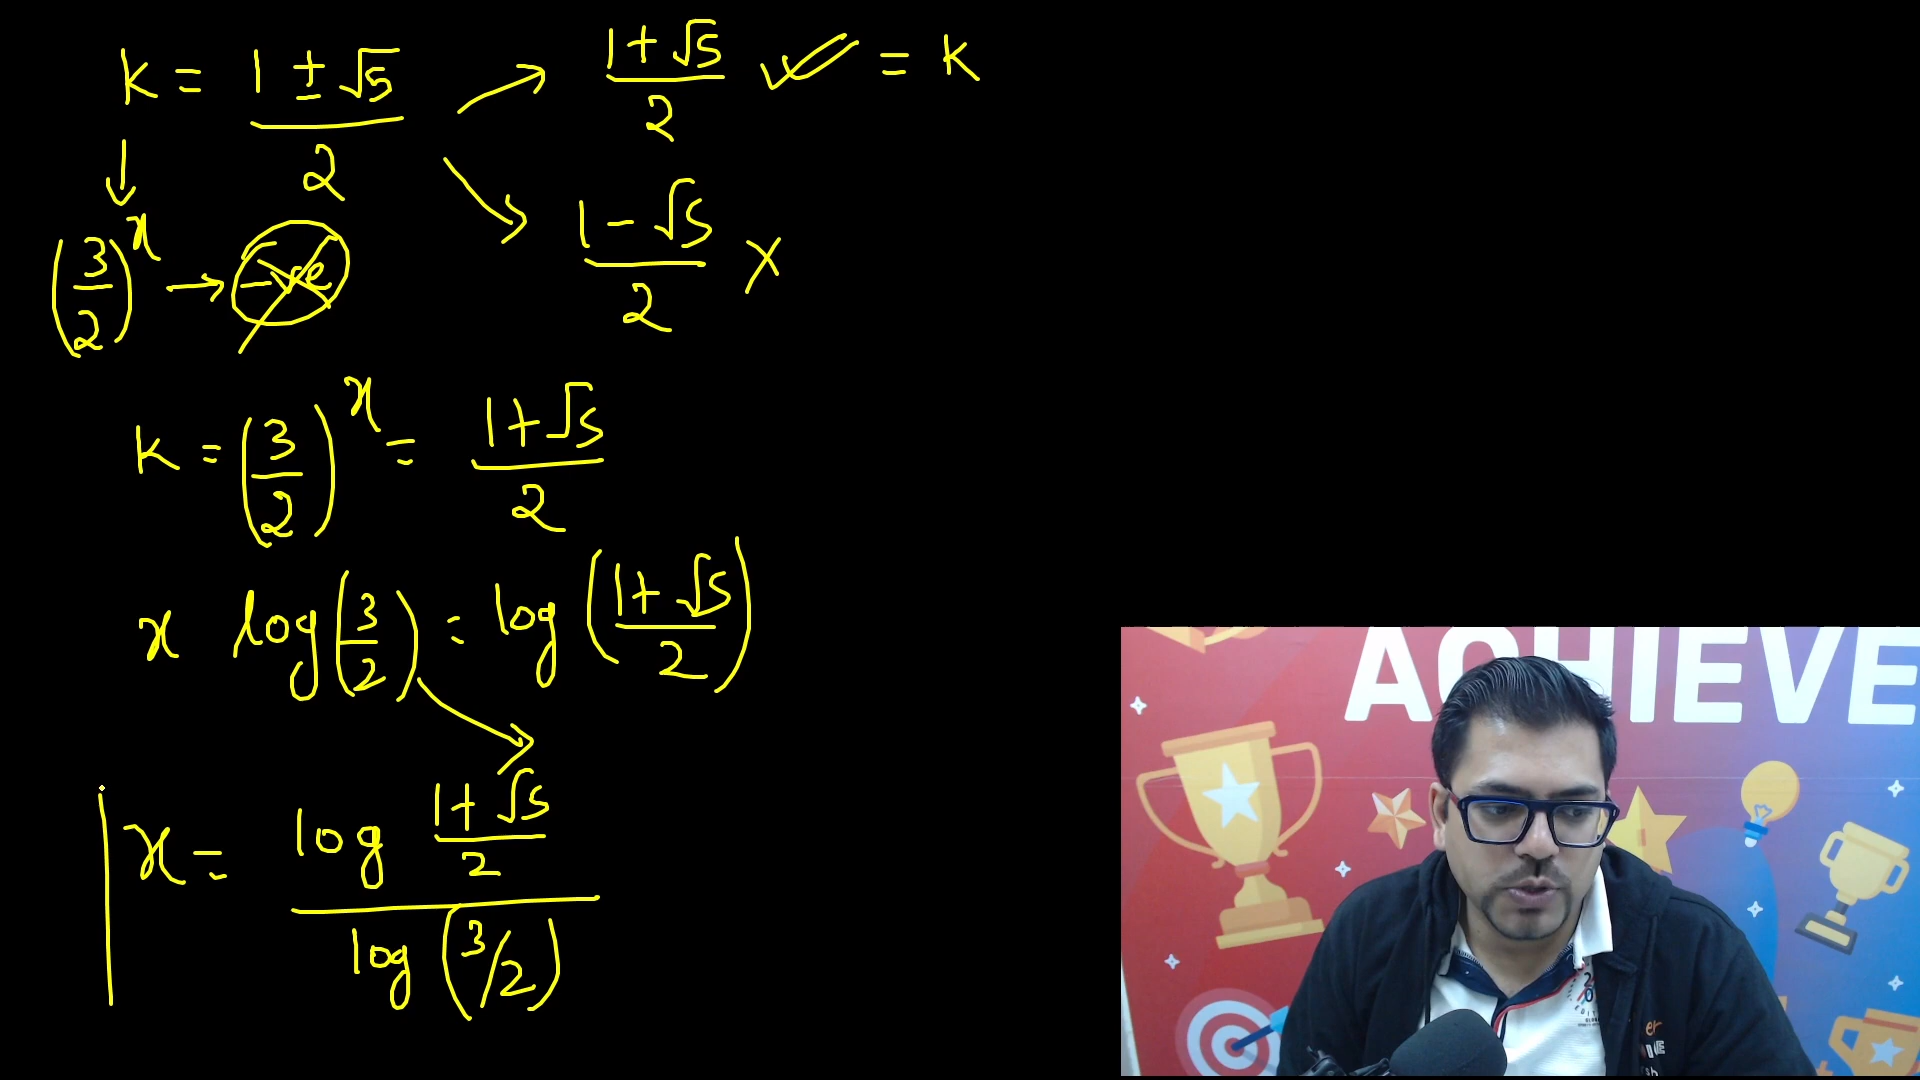 K = (1 ± √5)/2 → (1 + √5)/2 ✓ = K
↓
(3/2)^x → -ve
(1 - √5)/2 ✗
K = (3/2)^x = (1 + √5)/2
x log(3/2) = log((1 + √5)/2)
x = log (1 + √5)/2 / log (3/2)
ACHIEVE